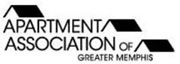 APARTMENT
ASSOCIATION OF
GREATER MEMPHIS